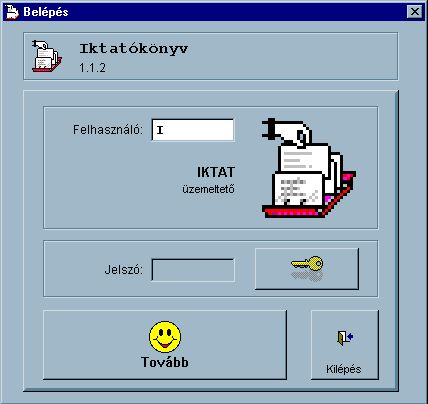 Belépés
Iktatókönyv
1.1.2
Felhasználó: I
IKTAT
üzemeltető
Jelszó:
Tovább
Kilépés